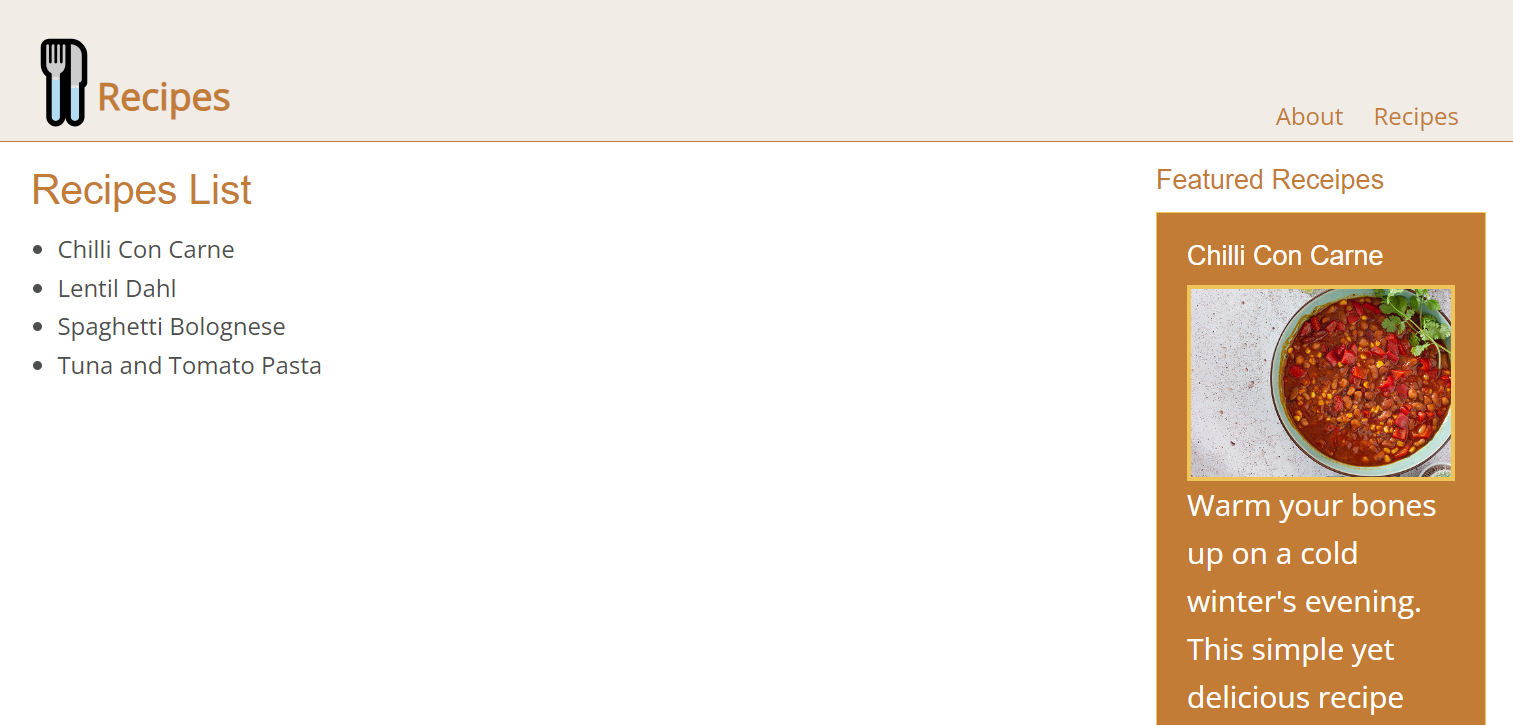 Recipes
About Recipes
Recipes List
Chilli Con Carne
Lentil Dahl
Spaghetti Bolognese
Tuna and Tomato Pasta
Featured Receipes
Chilli Con Carne
Warm your bones
up on a cold
winter's evening.
This simple yet
delicious recipe